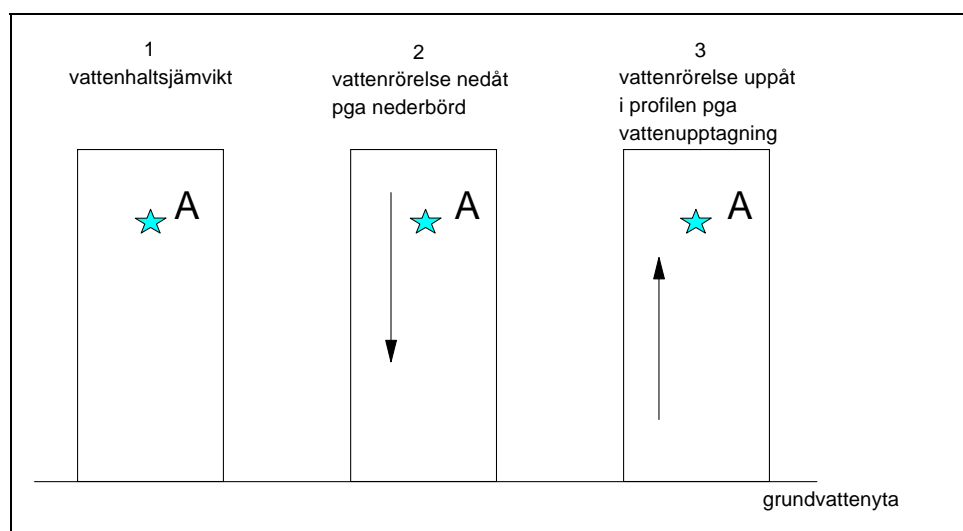 1
vattenhaltsjämvikt
2
vattenrörelse nedåt
pga nederbörd
3
vattenrörelse uppåt
i profilen pga
vattenupptagning
A
A
A
grundvattenyta